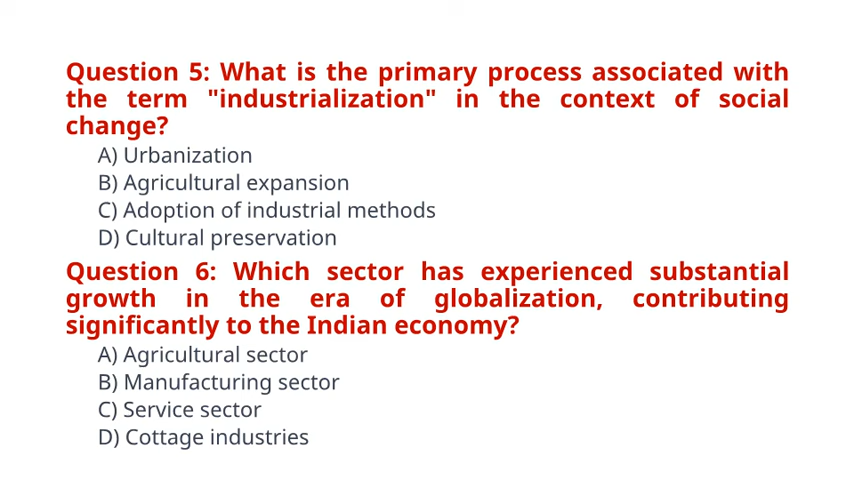 Question 5: What is the primary process associated with
the term "industrialization" in the context of social
change?
A) Urbanization
B) Agricultural expansion
C) Adoption of industrial methods
D) Cultural preservation
Question 6: Which sector has experienced substantial
growth in the era of globalization, contributing
significantly to the Indian economy?
A) Agricultural sector
B) Manufacturing sector
C) Service sector
D) Cottage industries